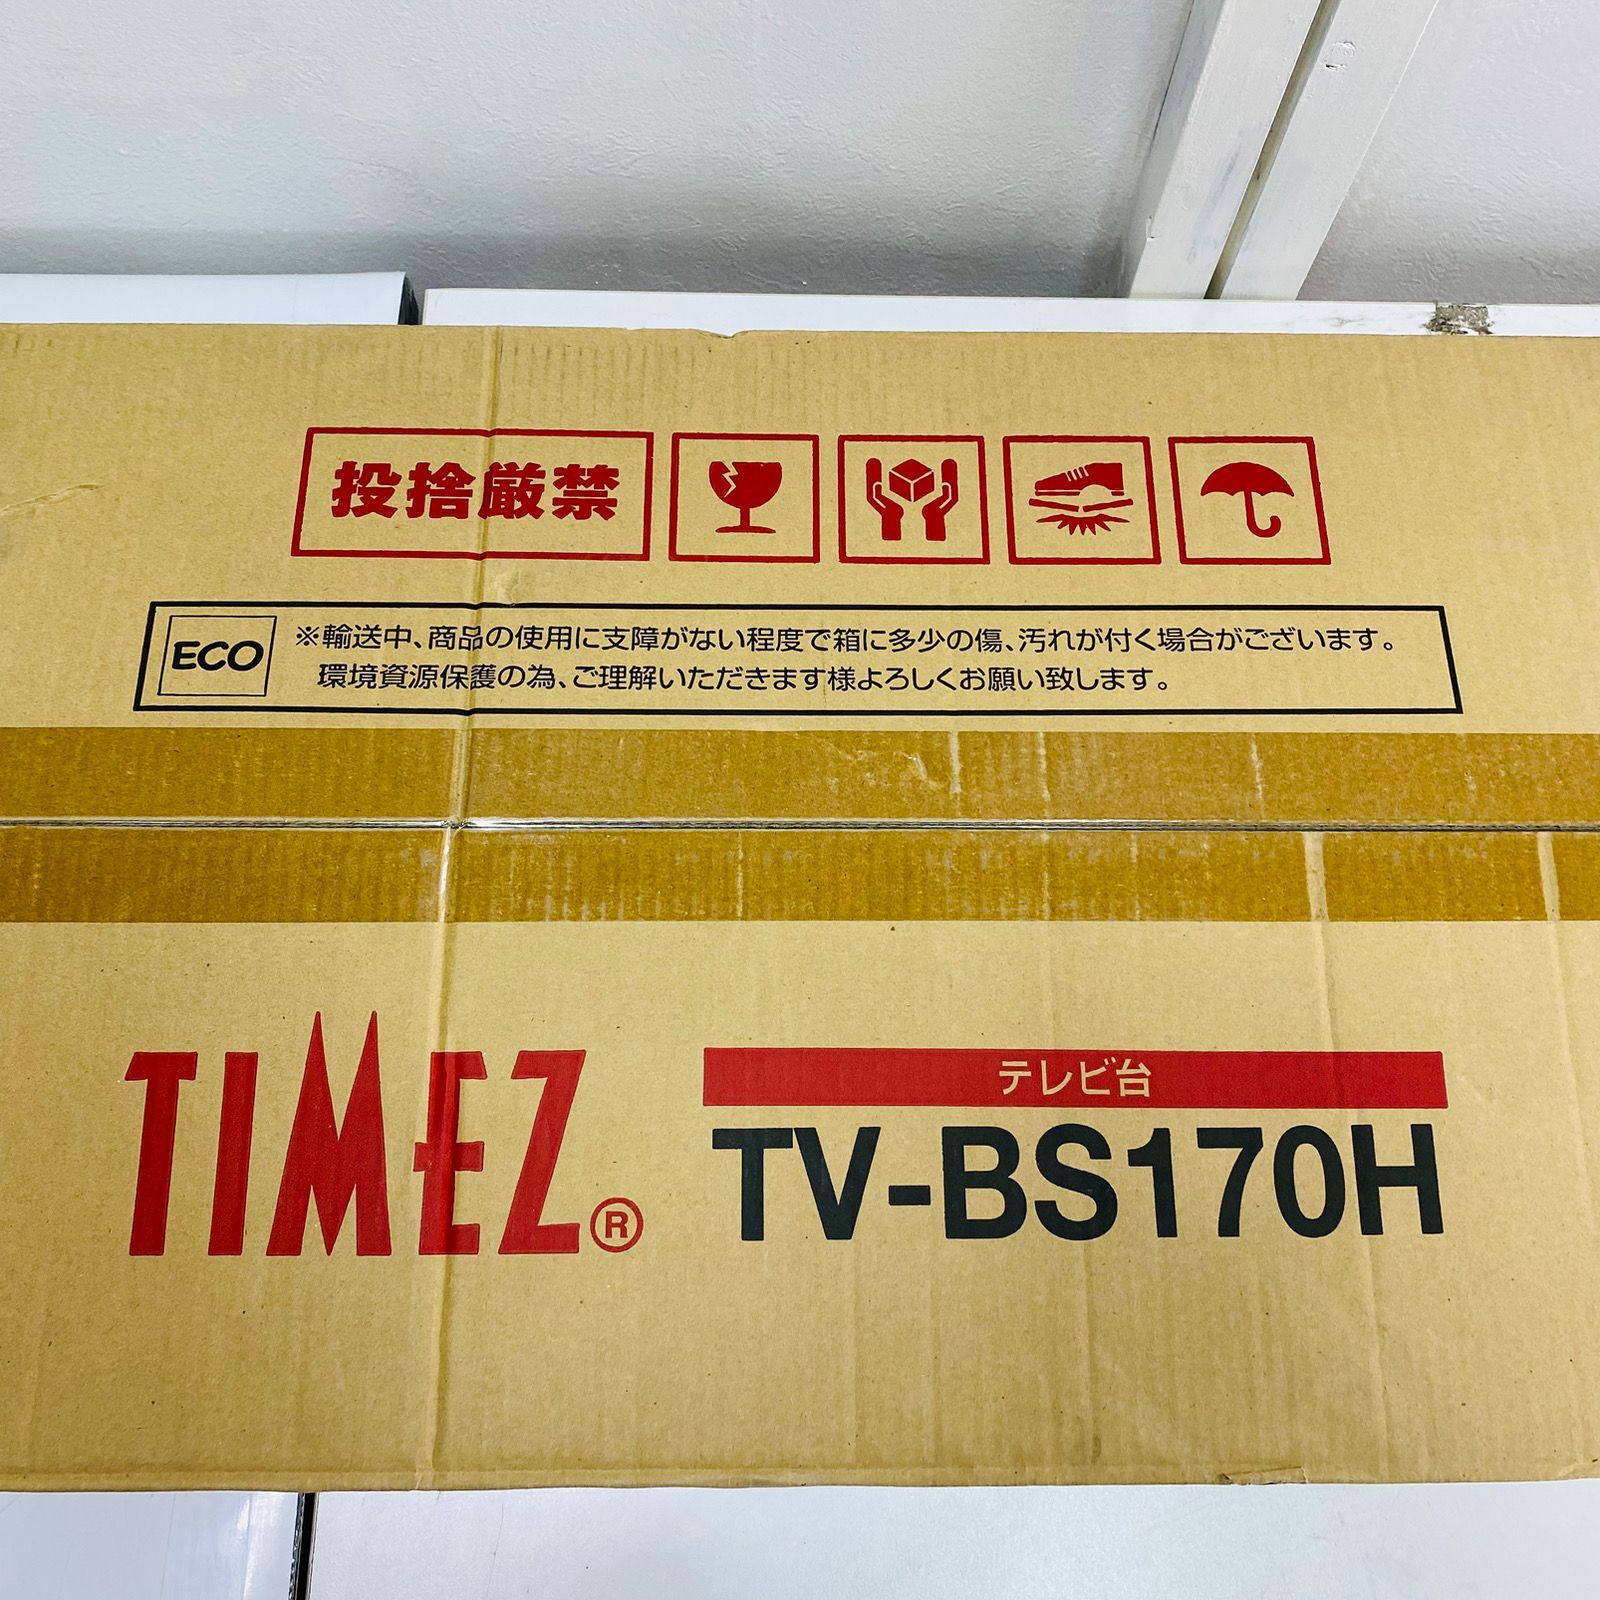 投捨厳禁
ECO
※輸送中、商品の使用に支障がない程度で箱に多少の傷、汚れが付く場合がございます。
環境資源保護の為、ご理解いただきます様よろしくお願い致します。
TIMEZ®
テレビ台
TV-BS170H